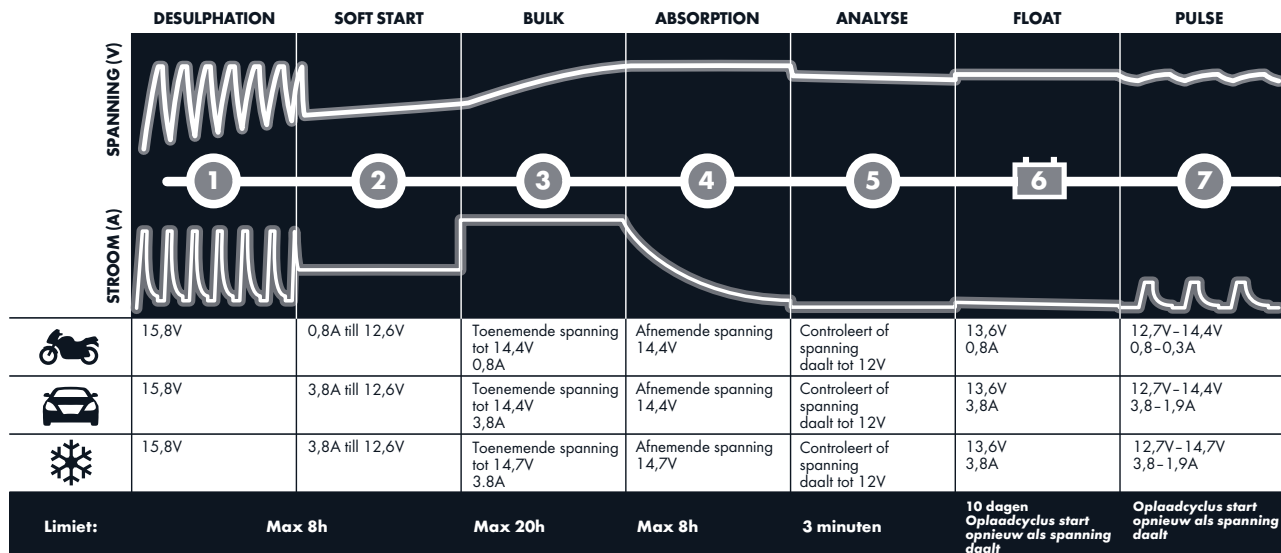 DESULPHATION SOFT START BULK ABSORPTION ANALYSE FLOAT PULSE
SPANNING (V)
1 2 3 4 5 6 7
STROOM (A)
15,8V
0,8A till 12,6V
Toenemende spanning
tot 14,4V
0,8A
Afnemende spanning
14,4V
Controleert of
spanning
daalt tot 12V
13,6V
0,8A
12,7V–14,4V
0,8–0,3A
15,8V
3,8A till 12,6V
Toenemende spanning
tot 14,4V
3,8A
Afnemende spanning
14,4V
Controleert of
spanning
daalt tot 12V
13,6V
3,8A
12,7V–14,4V
3,8–1,9A
15,8V
3,8A till 12,6V
Toenemende spanning
tot 14,7V
3.8A
Afnemende spanning
14,7V
Controleert of
spanning
daalt tot 12V
13,6V
3,8A
12,7V–14,7V
3,8–1,9A
Limiet:
Max 8h
Max 20h
Max 8h
3 minuten
10 dagen
Oplaadcyclus start
opnieuw als spanning
daalt
Oplaadcyclus start
opnieuw als spanning
daalt